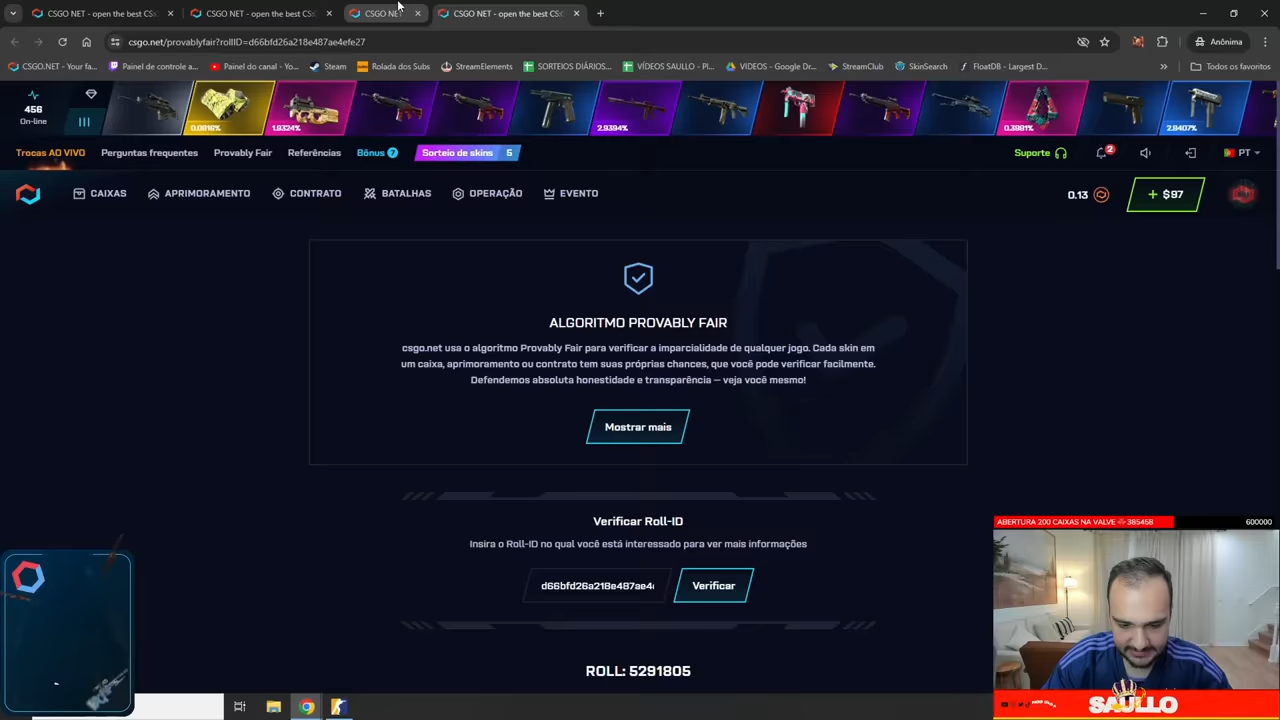 CSGO NET - open the best CS:
CSGO NET - open the best CS:
CSGO NET
CSGO NET - open the best CS:
csgo.net/provablyfair?rollID=d66bfd26a218e487ae4efe27
Anônima
CSGO.NET - Your fa...
Painel de controle a...
Painel do canal - Yo...
Steam
Rolada dos Subs
StreamElements
SORTEIOS DIÁRIOS...
VÍDEOS SAULLO - Pl...
VIDEOS - Google Dr...
StreamClub
SkinSearch
FloatDB - Largest D...
Todos os favoritos
456
On-line
0.0816%
1.9324%
2.9394%
0.3981%
2.8407%
Trocas AO VIVO
Perguntas frequentes
Provably Fair
Referências
Bônus 7
Sorteio de skins 5
Suporte
2
PT
CAIXAS
APRIMORAMENTO
CONTRATO
BATALHAS
OPERAÇÃO
EVENTO
0.13
+ $97
ALGORITMO PROVABLY FAIR
csgo.net usa o algoritmo Provably Fair para verificar a imparcialidade de qualquer jogo. Cada skin em
um caixa, aprimoramento ou contrato tem suas próprias chances, que você pode verificar facilmente.
Defendemos absoluta honestidade e transparência – veja você mesmo!
Mostrar mais
Verificar Roll-ID
Insira o Roll-ID no qual você está interessado para ver mais informações
d66bfd26a218e487ae4
Verificar
ROLL: 5291805
ABERTURA 200 CAIXAS NA VALVE
385458
600000
SAULLO